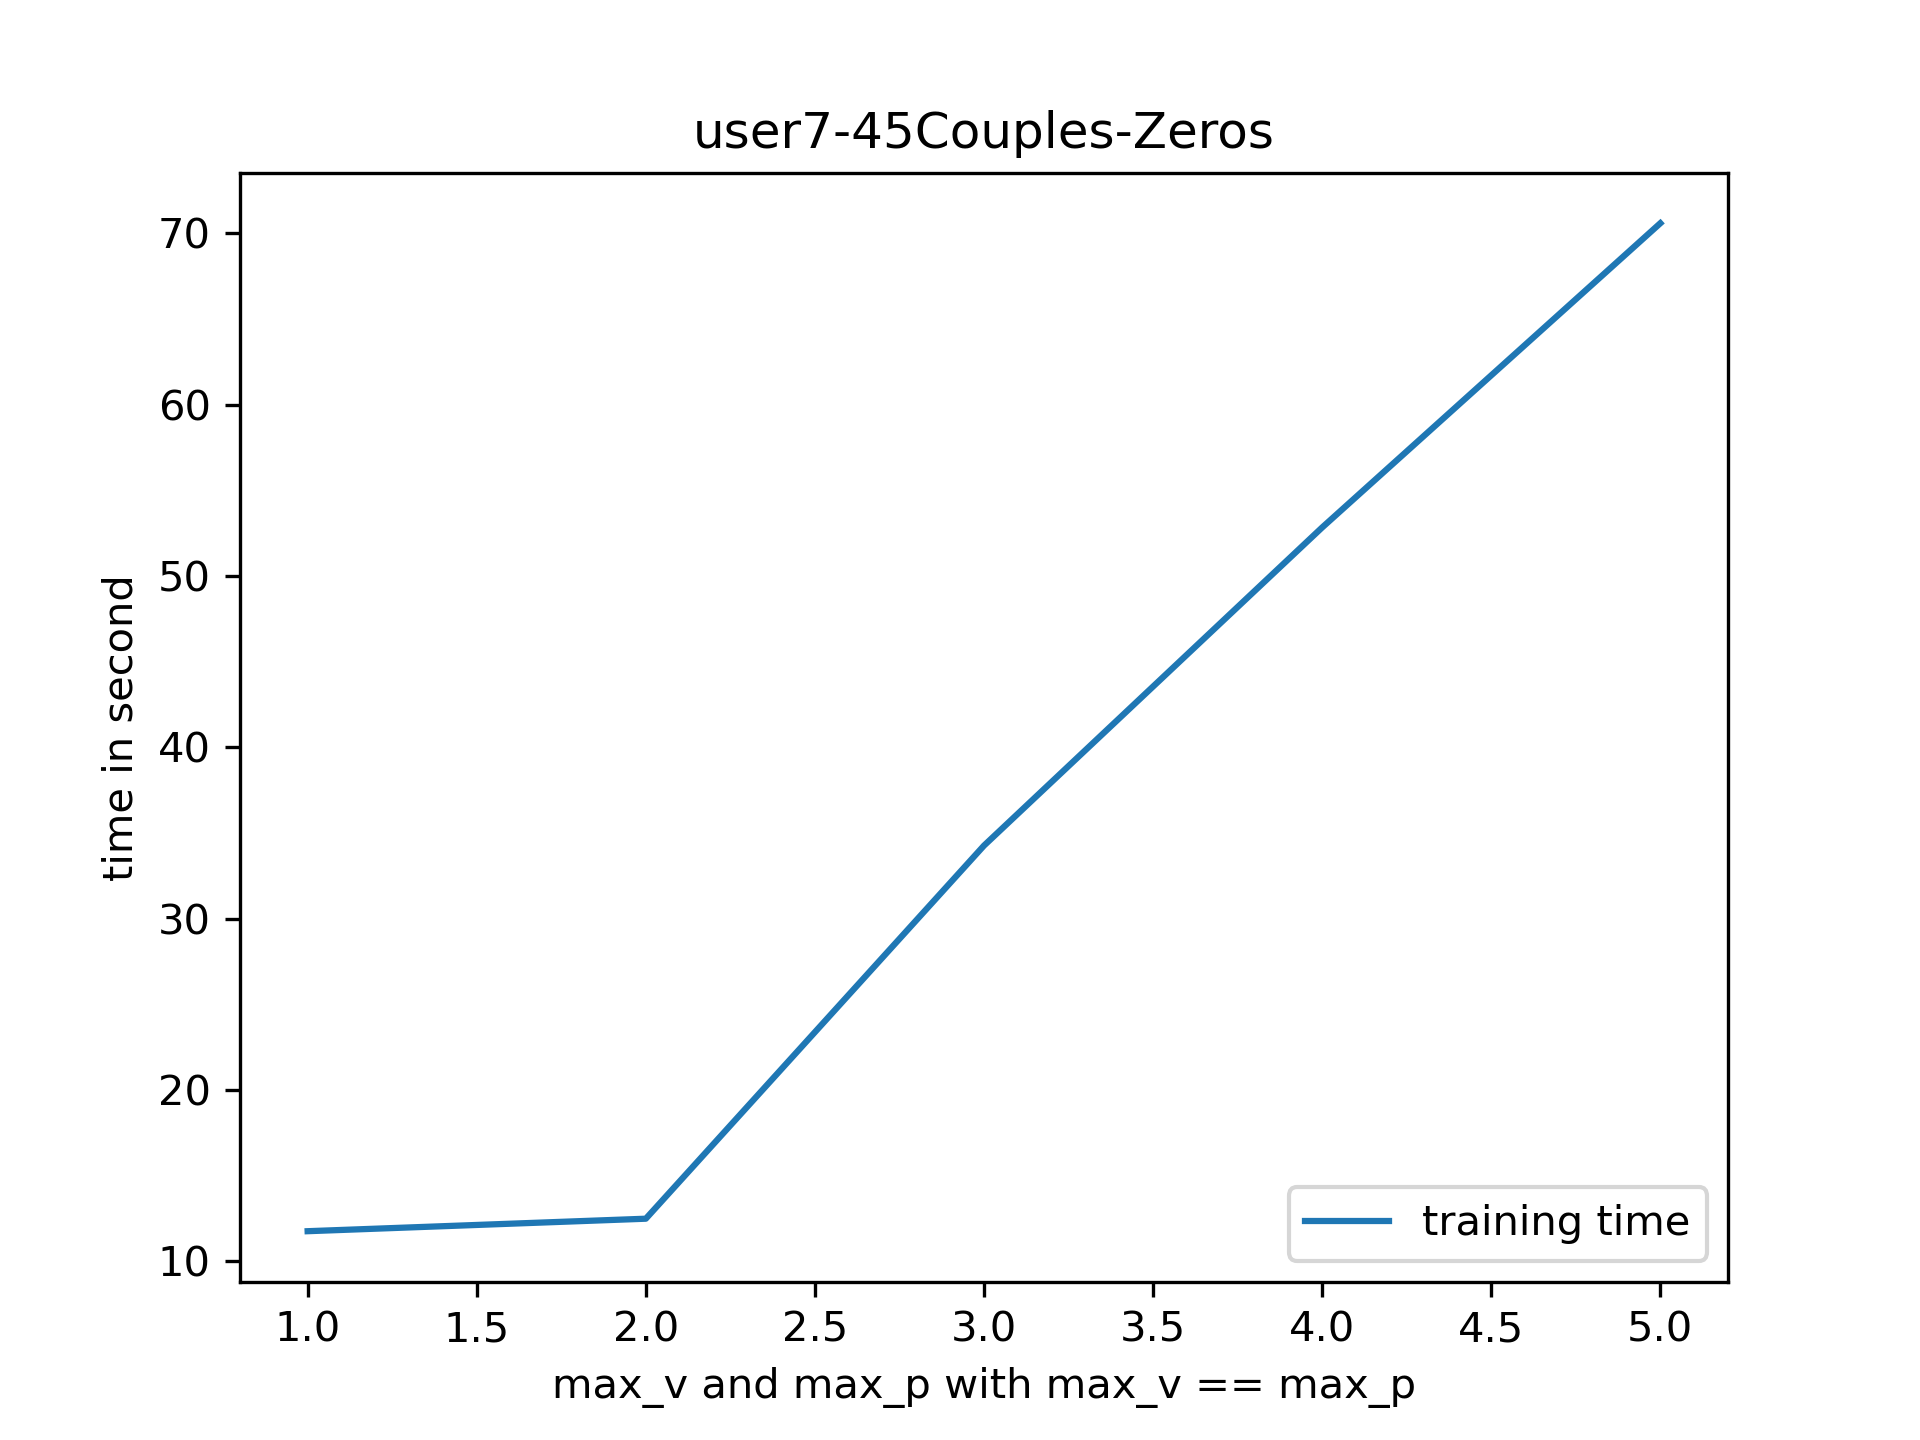 user7-45Couples-Zeros
time in second
70
60
50
40
30
20
10
1.0 1.5 2.0 2.5 3.0 3.5 4.0 4.5 5.0
max_v and max_p with max_v == max_p
training time